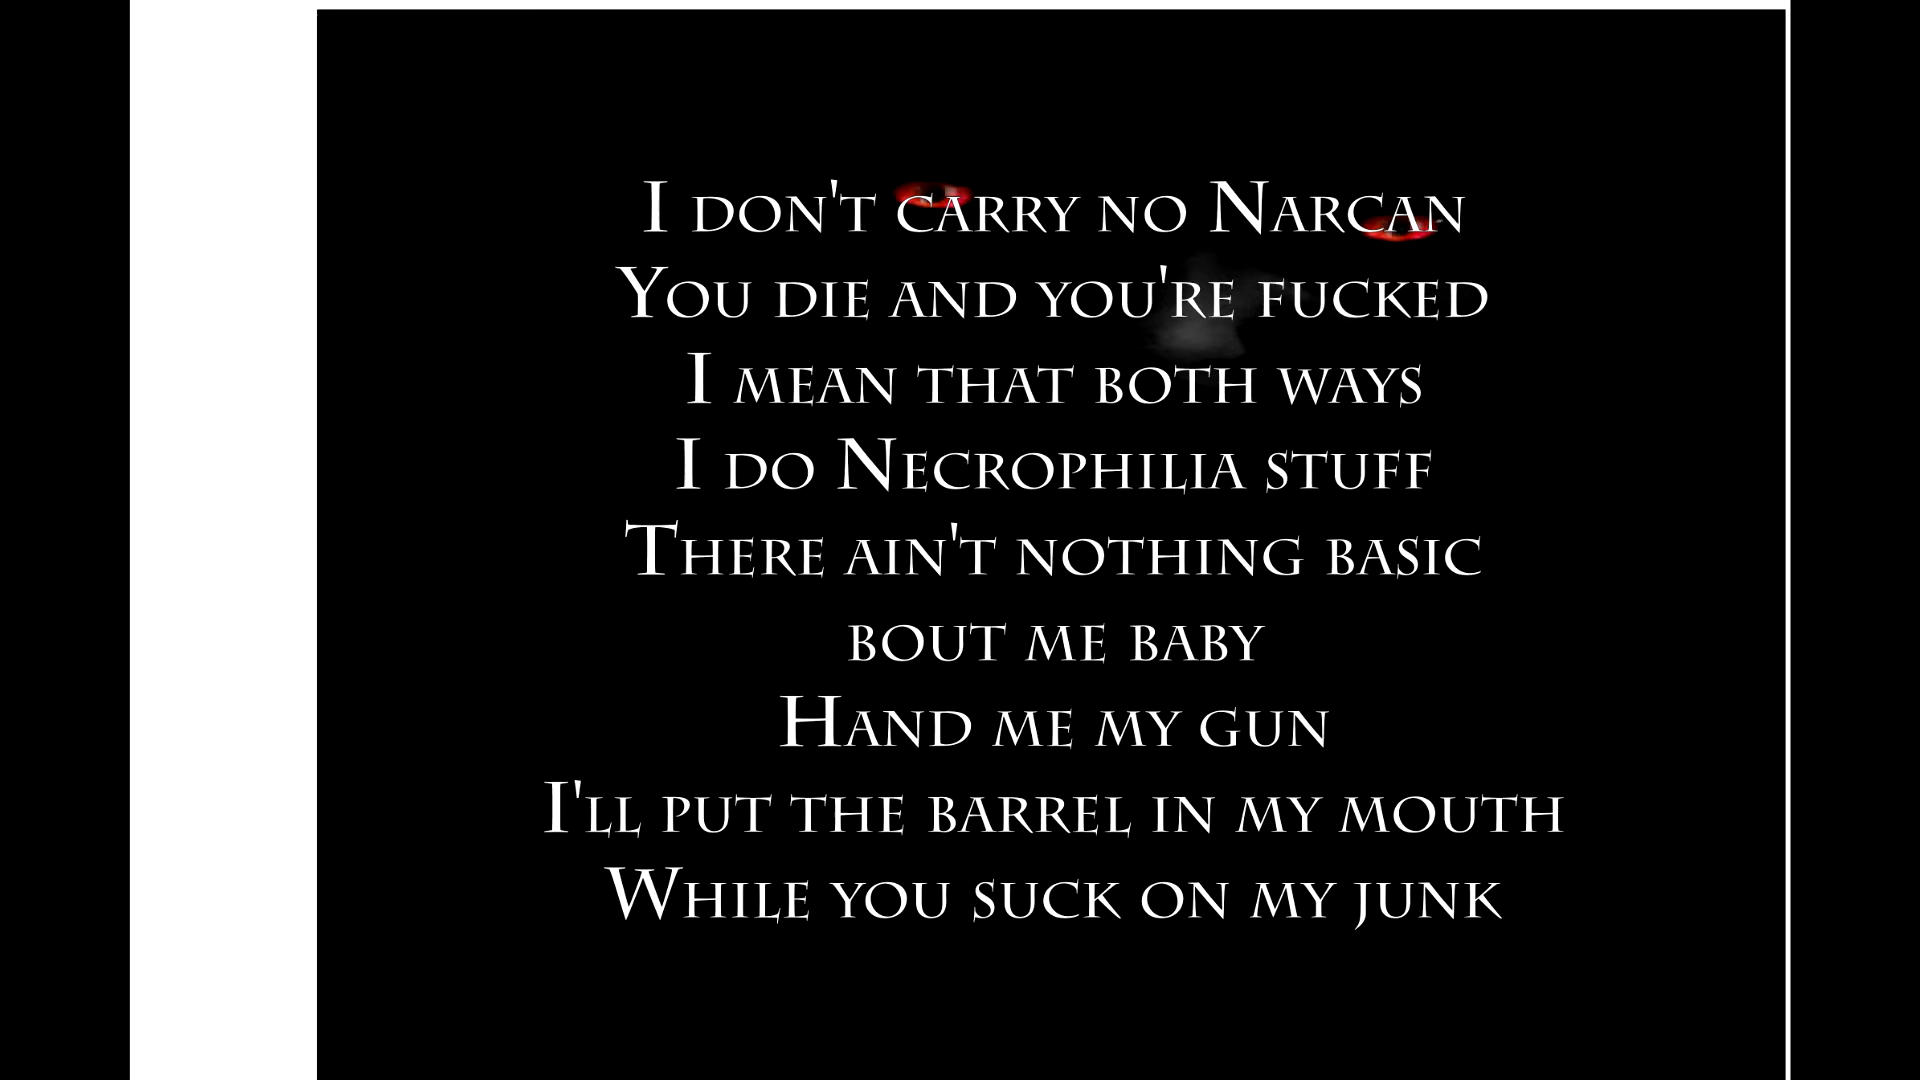 I don't carry no Narcan
You die and you're fucked
I mean that both ways
I do Necrophilia stuff
There ain't nothing basic
bout me baby
Hand me my gun
I'll put the barrel in my mouth
While you suck on my junk